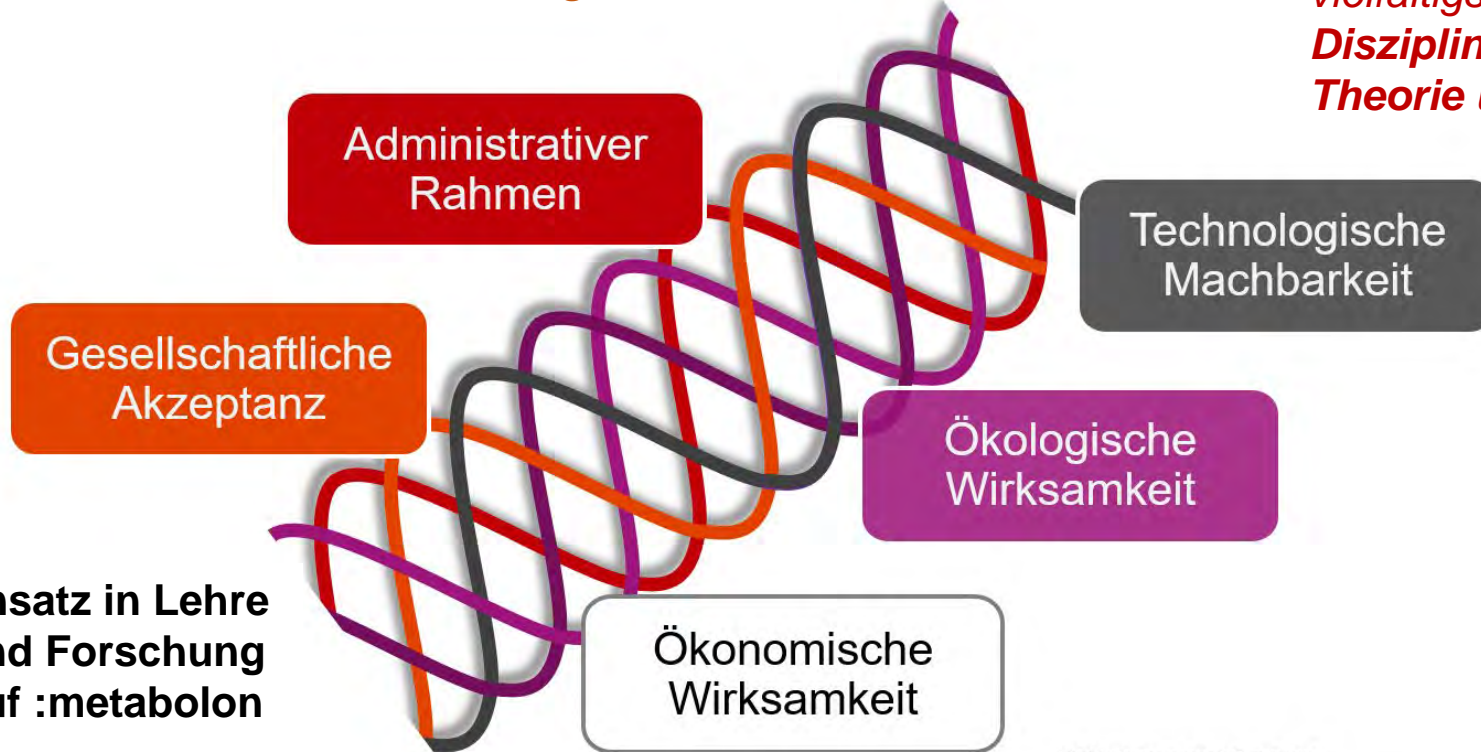 Disziplin
Theorie
Administrativer
Rahmen
Technologische
Machbarkeit
Gesellschaftliche
Akzeptanz
Ökologische
Wirksamkeit
nsatz in Lehre
nd Forschung
uf :metabolon
Ökonomische
Wirksamkeit